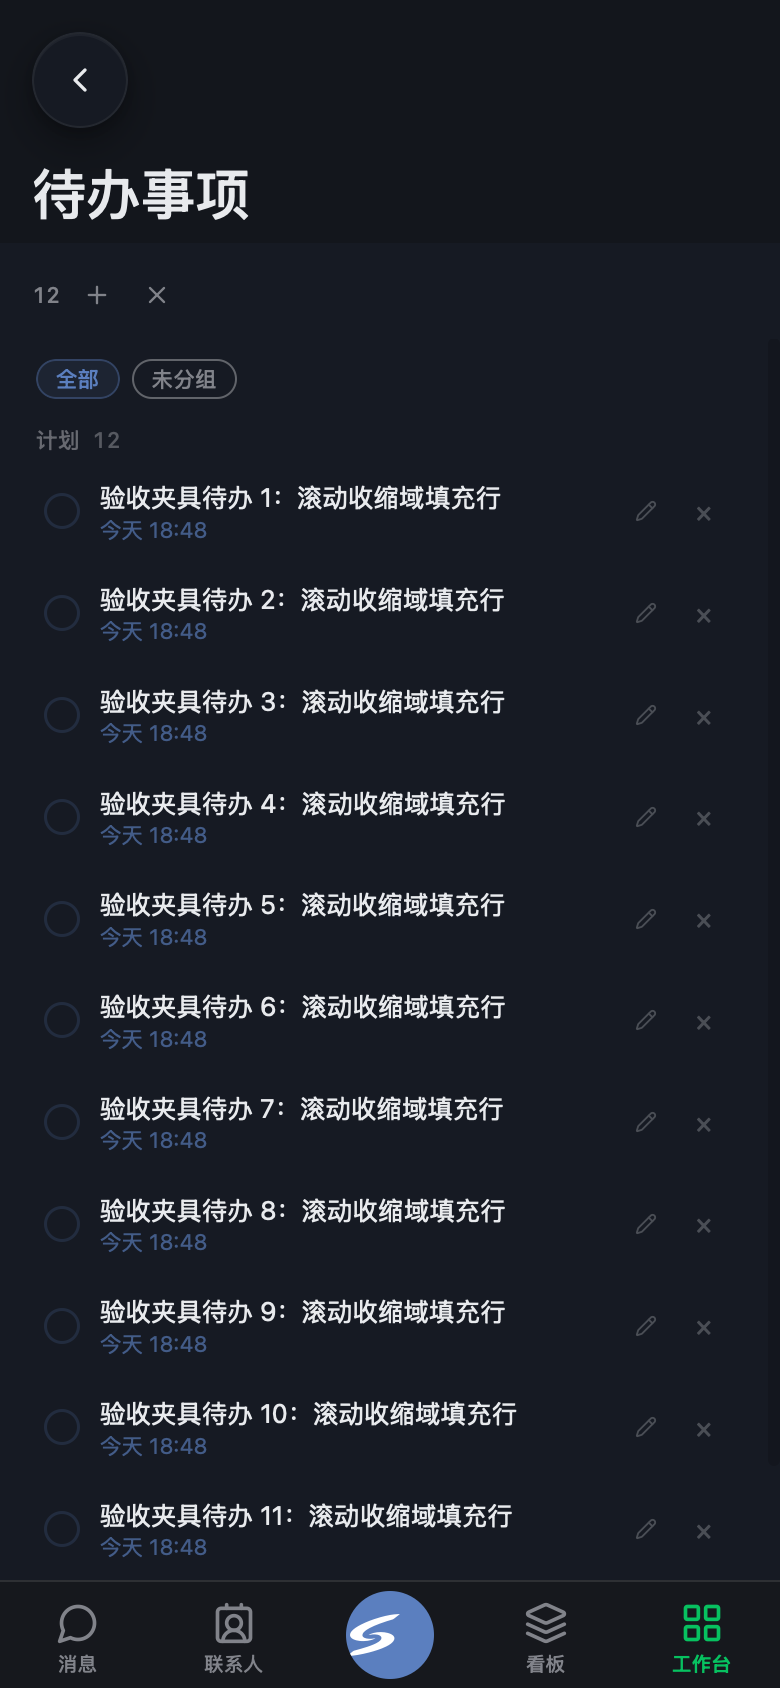 待办事项
12
全部 未分组
计划 12
验收夹具待办 1：滚动收缩域填充行
今天 18:48
验收夹具待办 2：滚动收缩域填充行
今天 18:48
验收夹具待办 3：滚动收缩域填充行
今天 18:48
验收夹具待办 4：滚动收缩域填充行
今天 18:48
验收夹具待办 5：滚动收缩域填充行
今天 18:48
验收夹具待办 6：滚动收缩域填充行
今天 18:48
验收夹具待办 7：滚动收缩域填充行
今天 18:48
验收夹具待办 8：滚动收缩域填充行
今天 18:48
验收夹具待办 9：滚动收缩域填充行
今天 18:48
验收夹具待办 10：滚动收缩域填充行
今天 18:48
验收夹具待办 11：滚动收缩域填充行
今天 18:48
消息 联系人 看板 工作台